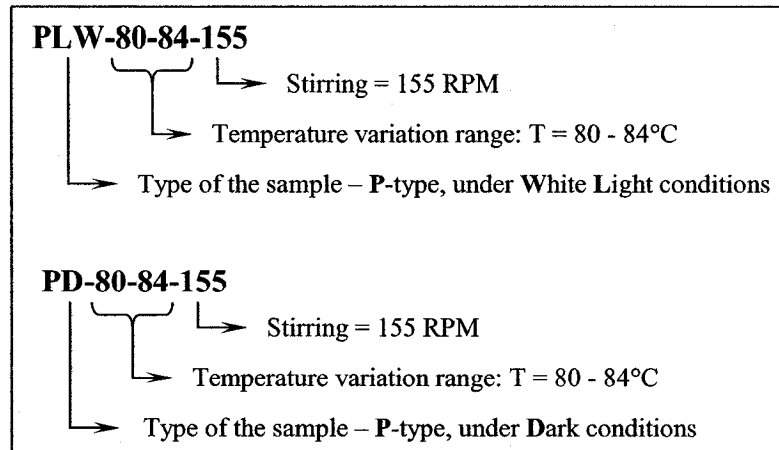 PLW-80-84-155
Stirring = 155 RPM
Temperature variation range: T = 80 - 84°C
Type of the sample – P-type, under White Light conditions
PD-80-84-155
Stirring = 155 RPM
Temperature variation range: T = 80 - 84°C
Type of the sample – P-type, under Dark conditions